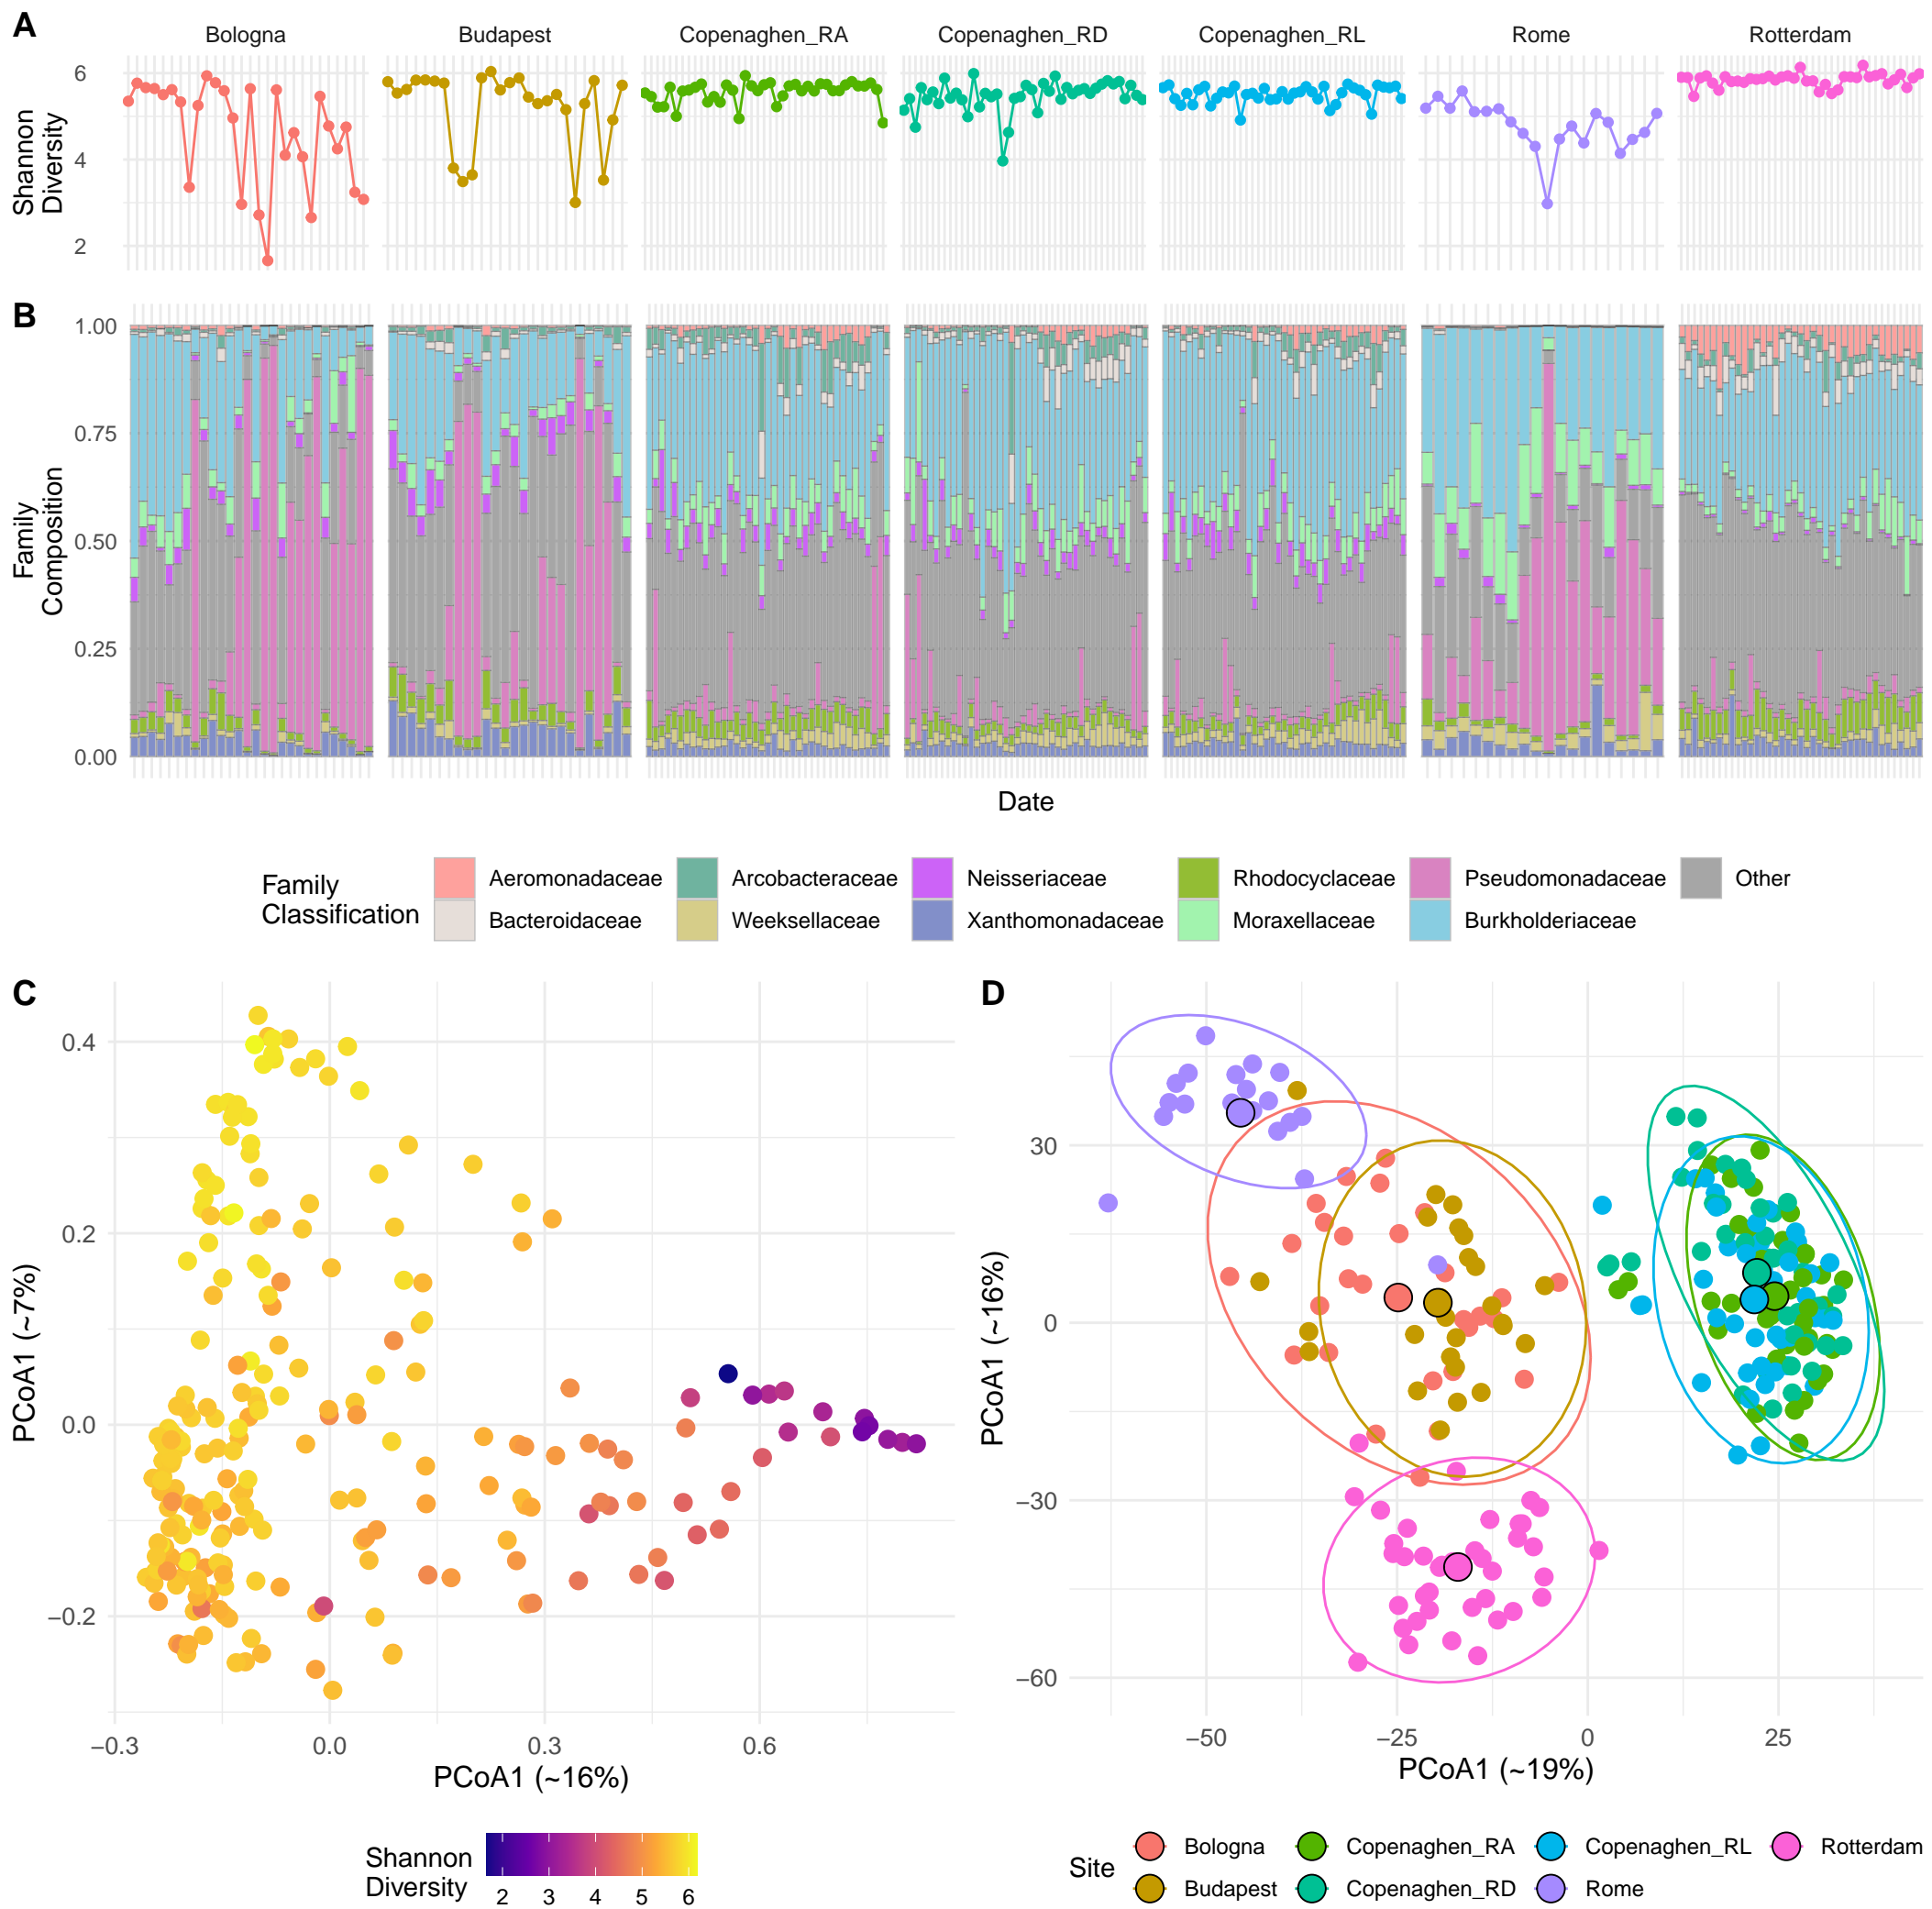 A
Bologna Budapest Copenaghen_RA Copenaghen_RD Copenaghen_RL Rome Rotterdam
Shannon
Diversity
6
4
2
B
Family
Composition
1.00
0.75
0.50
0.25
0.00
Date
Family
Classification
Aeromonadaceae Arcobacteraceae Neisseriaceae Rhodocyclaceae Pseudomonadaceae Other
Bacteroidaceae Weeksellaceae Xanthomonadaceae Moraxellaceae Burkholderiaceae
C
PCoA1 (~7%)
0.4
0.2
0.0
−0.2
−0.3 0.0 0.3 0.6
PCoA1 (~16%)
Shannon
Diversity
2 3 4 5 6
D
PCoA1 (~16%)
30
0
−30
−60
−50 −25 0 25
PCoA1 (~19%)
Site
Bologna Copenaghen_RA Copenaghen_RL Rotterdam
Budapest Copenaghen_RD Rome